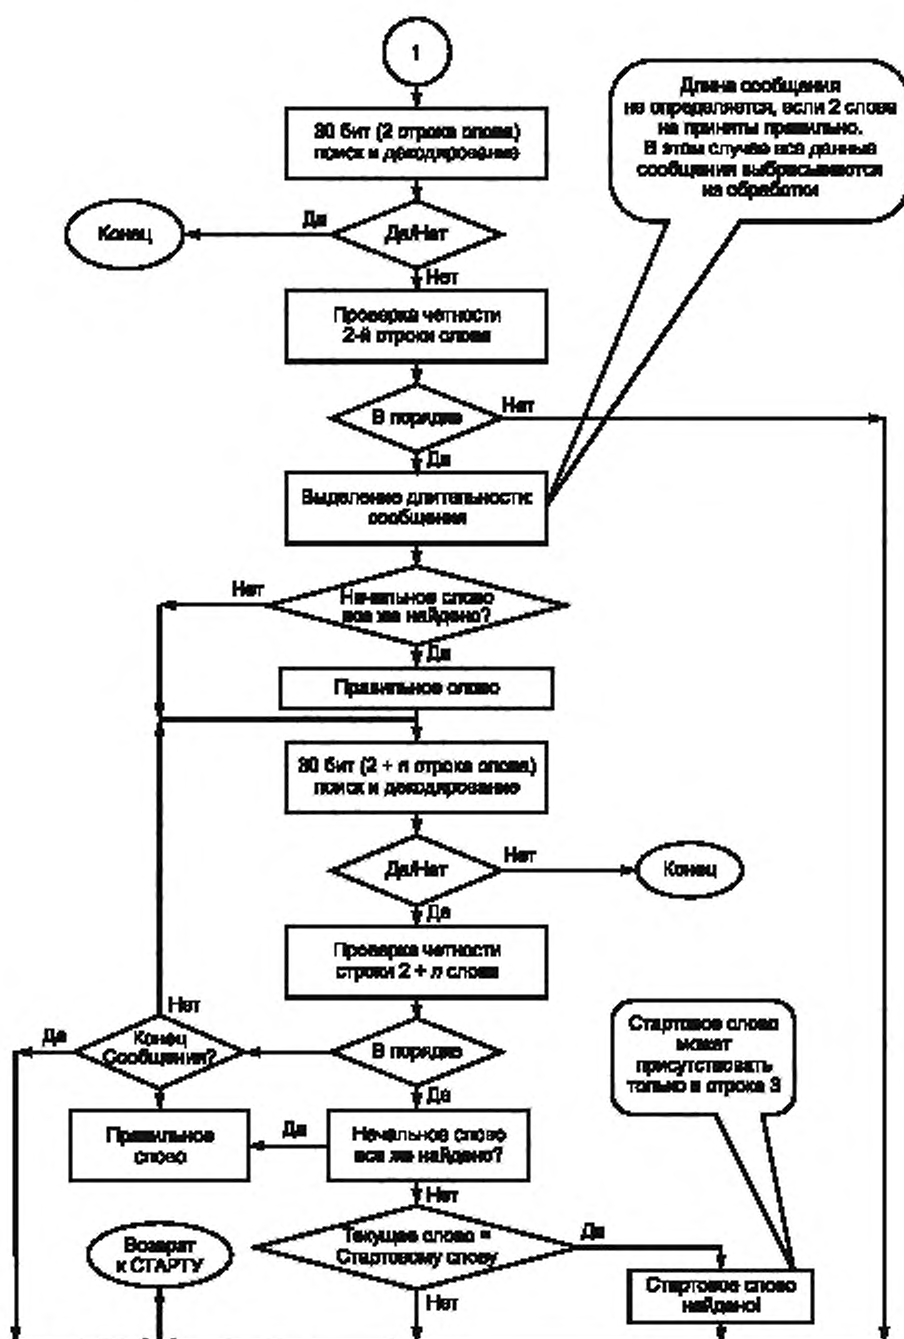 1
Длина сообщения
не определяется, если 2 слова
не приняты правильно.
В этом случае все данные
сообщения выбрасываются
из обработки
30 бит (2 строка слова)
поиск и декодирование
Да
Да/Нет
Конец
Нет
Проверка четности
2-й строки слова
В порядке
Нет
Да
Выделение длительности:
сообщения
Нет
Начальное слово
все же найдено?
Да
Правильное слово
30 бит (2 + n строка слова)
поиск и декодирование
Да/Нет
Нет
Конец
Да
Проверка четности
строки 2 + n слова
Нет
Да
Конец
Сообщения?
В порядке
Стартовое слово
может
присутствовать
только в строке 3
Да
Правильное
слово
Да
Начальное слово
все же найдено?
Нет
Возврат
к СТАРТУ
Текущее слово =
Стартовому слову
Да
Стартовое слово
найдено!
Нет